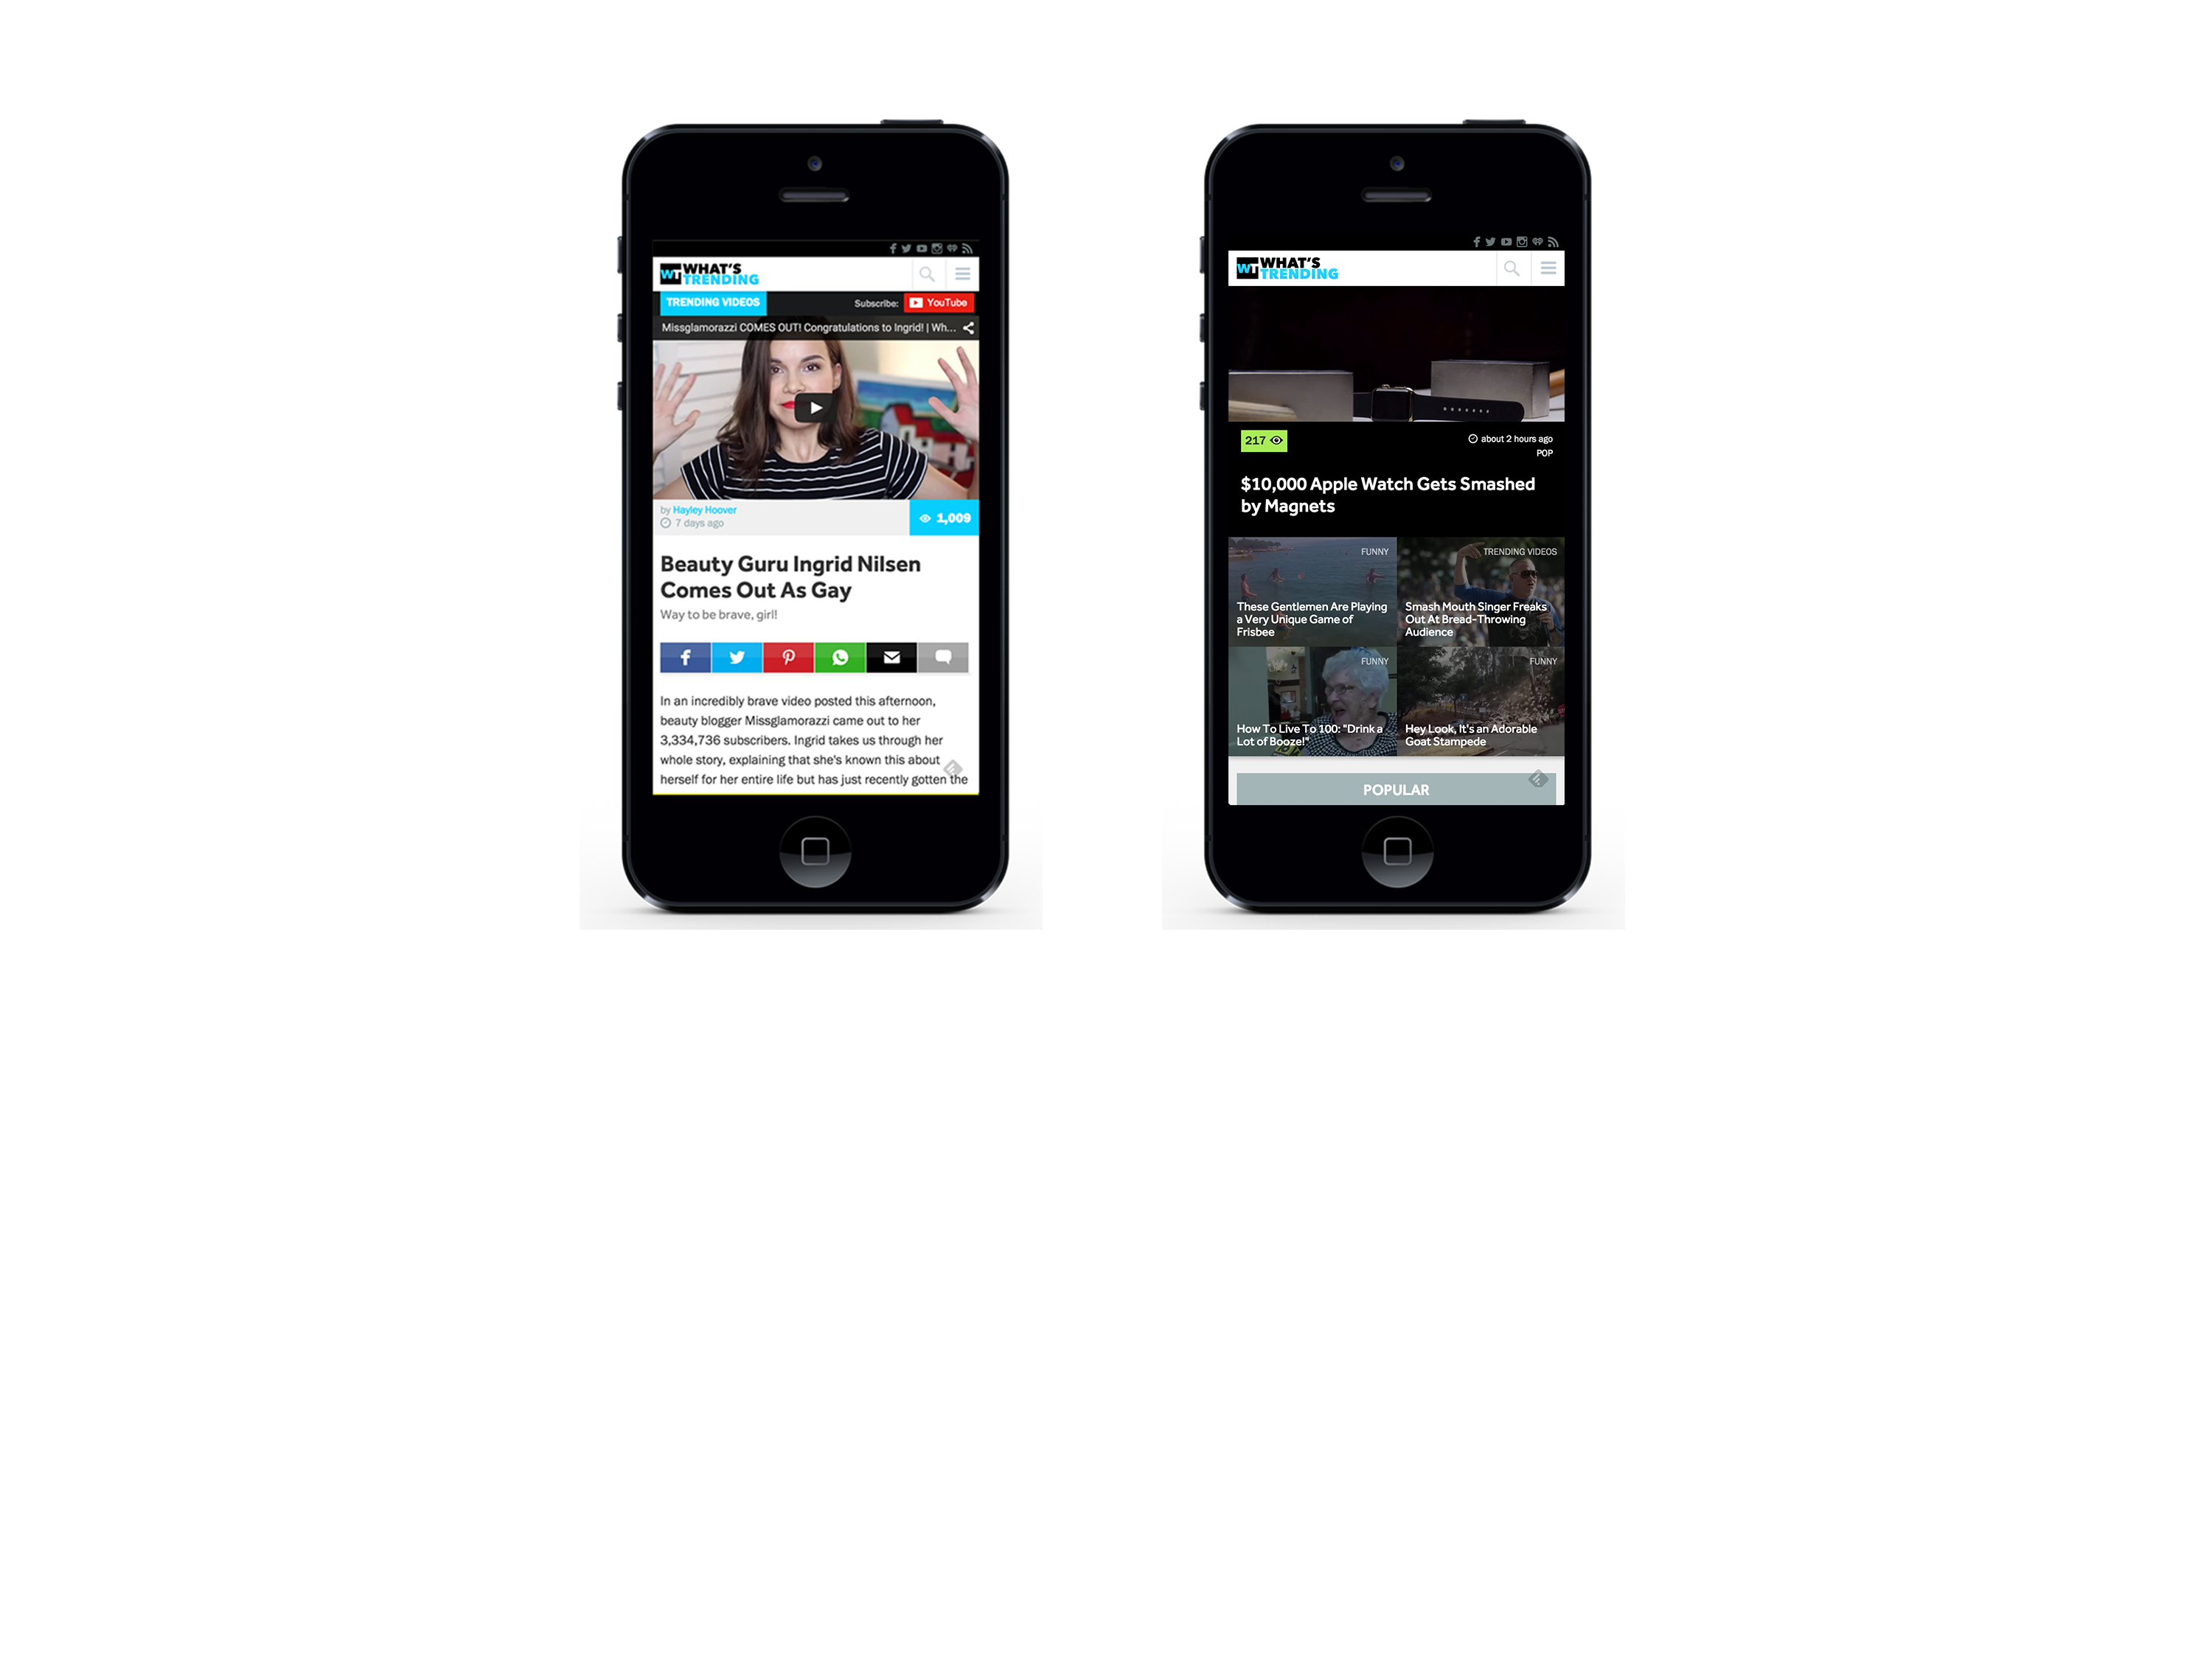 WT WHAT'S
TRENDING
TRENDING VIDEOS
Subscribe: YouTube
Missglamorazzi COMES OUT! Congratulations to Ingrid! | Wh...
by Hayley Hoover
7 days ago
1,009
Beauty Guru Ingrid Nilsen
Comes Out As Gay
Way to be brave, girl!
In an incredibly brave video posted this afternoon,
beauty blogger Missglamorazzi came out to her
3,334,736 subscribers. Ingrid takes us through her
whole story, explaining that she's known this about
herself for her entire life but has just recently gotten the
WT WHAT'S
TRENDING
217
about 2 hours ago
POP
$10,000 Apple Watch Gets Smashed
by Magnets
FUNNY
These Gentlemen Are Playing
a Very Unique Game of
Frisbee
TRENDING VIDEOS
Smash Mouth Singer Freaks
Out At Bread-Throwing
Audience
FUNNY
How To Live To 100: "Drink a
Lot of Booze!"
FUNNY
Hey Look, It's an Adorable
Goat Stampede
POPULAR